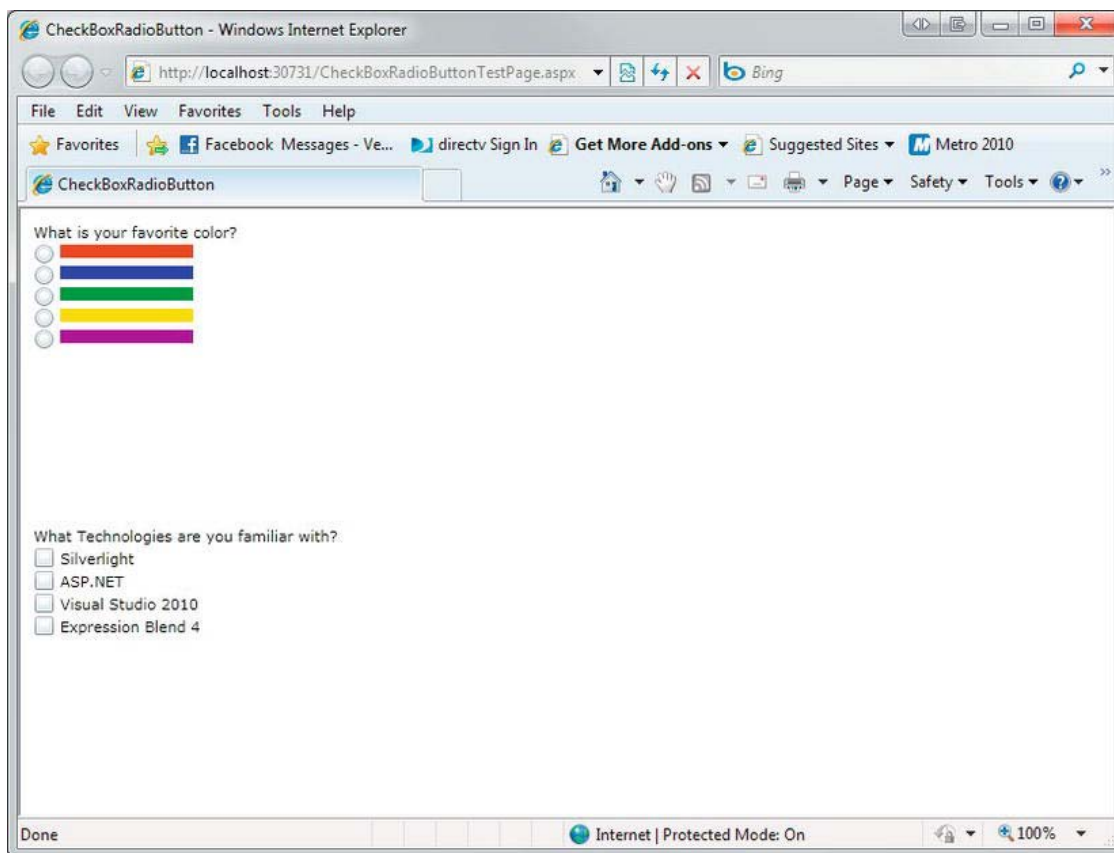 CheckBoxRadioButton - Windows Internet Explorer
http://localhost:30731/CheckBoxRadioButtonTestPage.aspx
Bing
File Edit View Favorites Tools Help
Favorites Facebook Messages - Ve... directv Sign In Get More Add-ons Suggested Sites Metro 2010
CheckBoxRadioButton Page Safety Tools
What is your favorite color?
What Technologies are you familiar with?
Silverlight
ASP.NET
Visual Studio 2010
Expression Blend 4
Done Internet | Protected Mode: On 100%